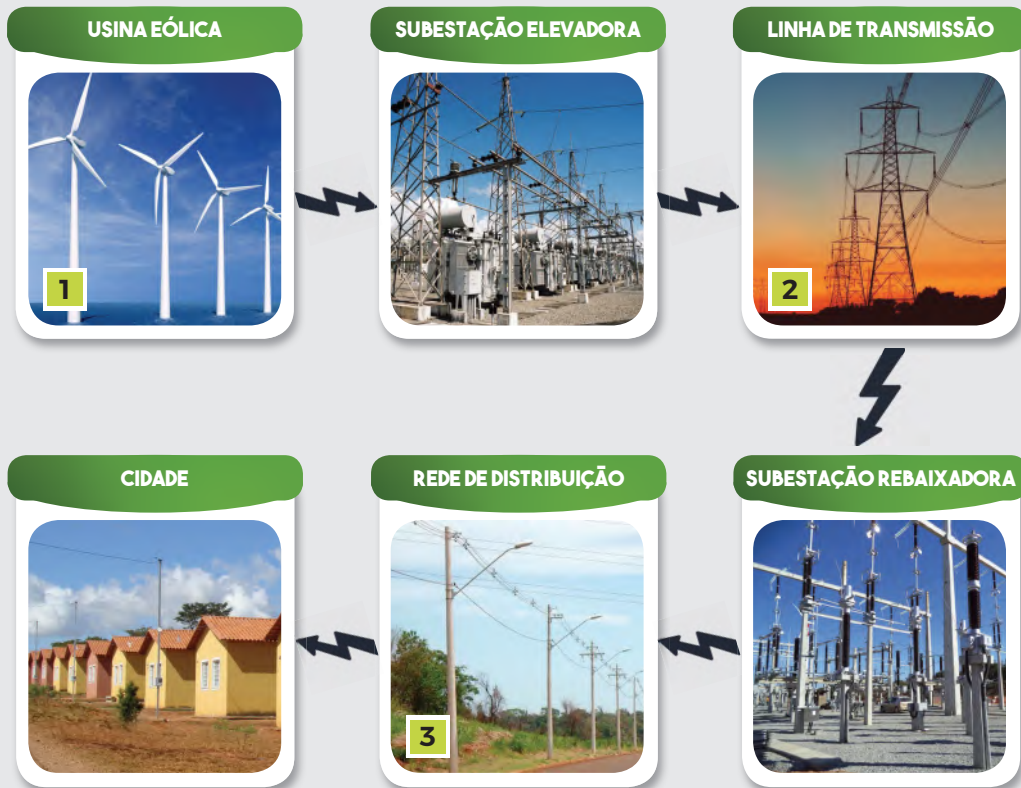 USINA EÓLICA
SUBESTAÇÃO ELEVADORA
LINHA DE TRANSMISSÃO
1
2
CIDADE
REDE DE DISTRIBUIÇÃO
SUBESTAÇÃO REBAIXADORA
3